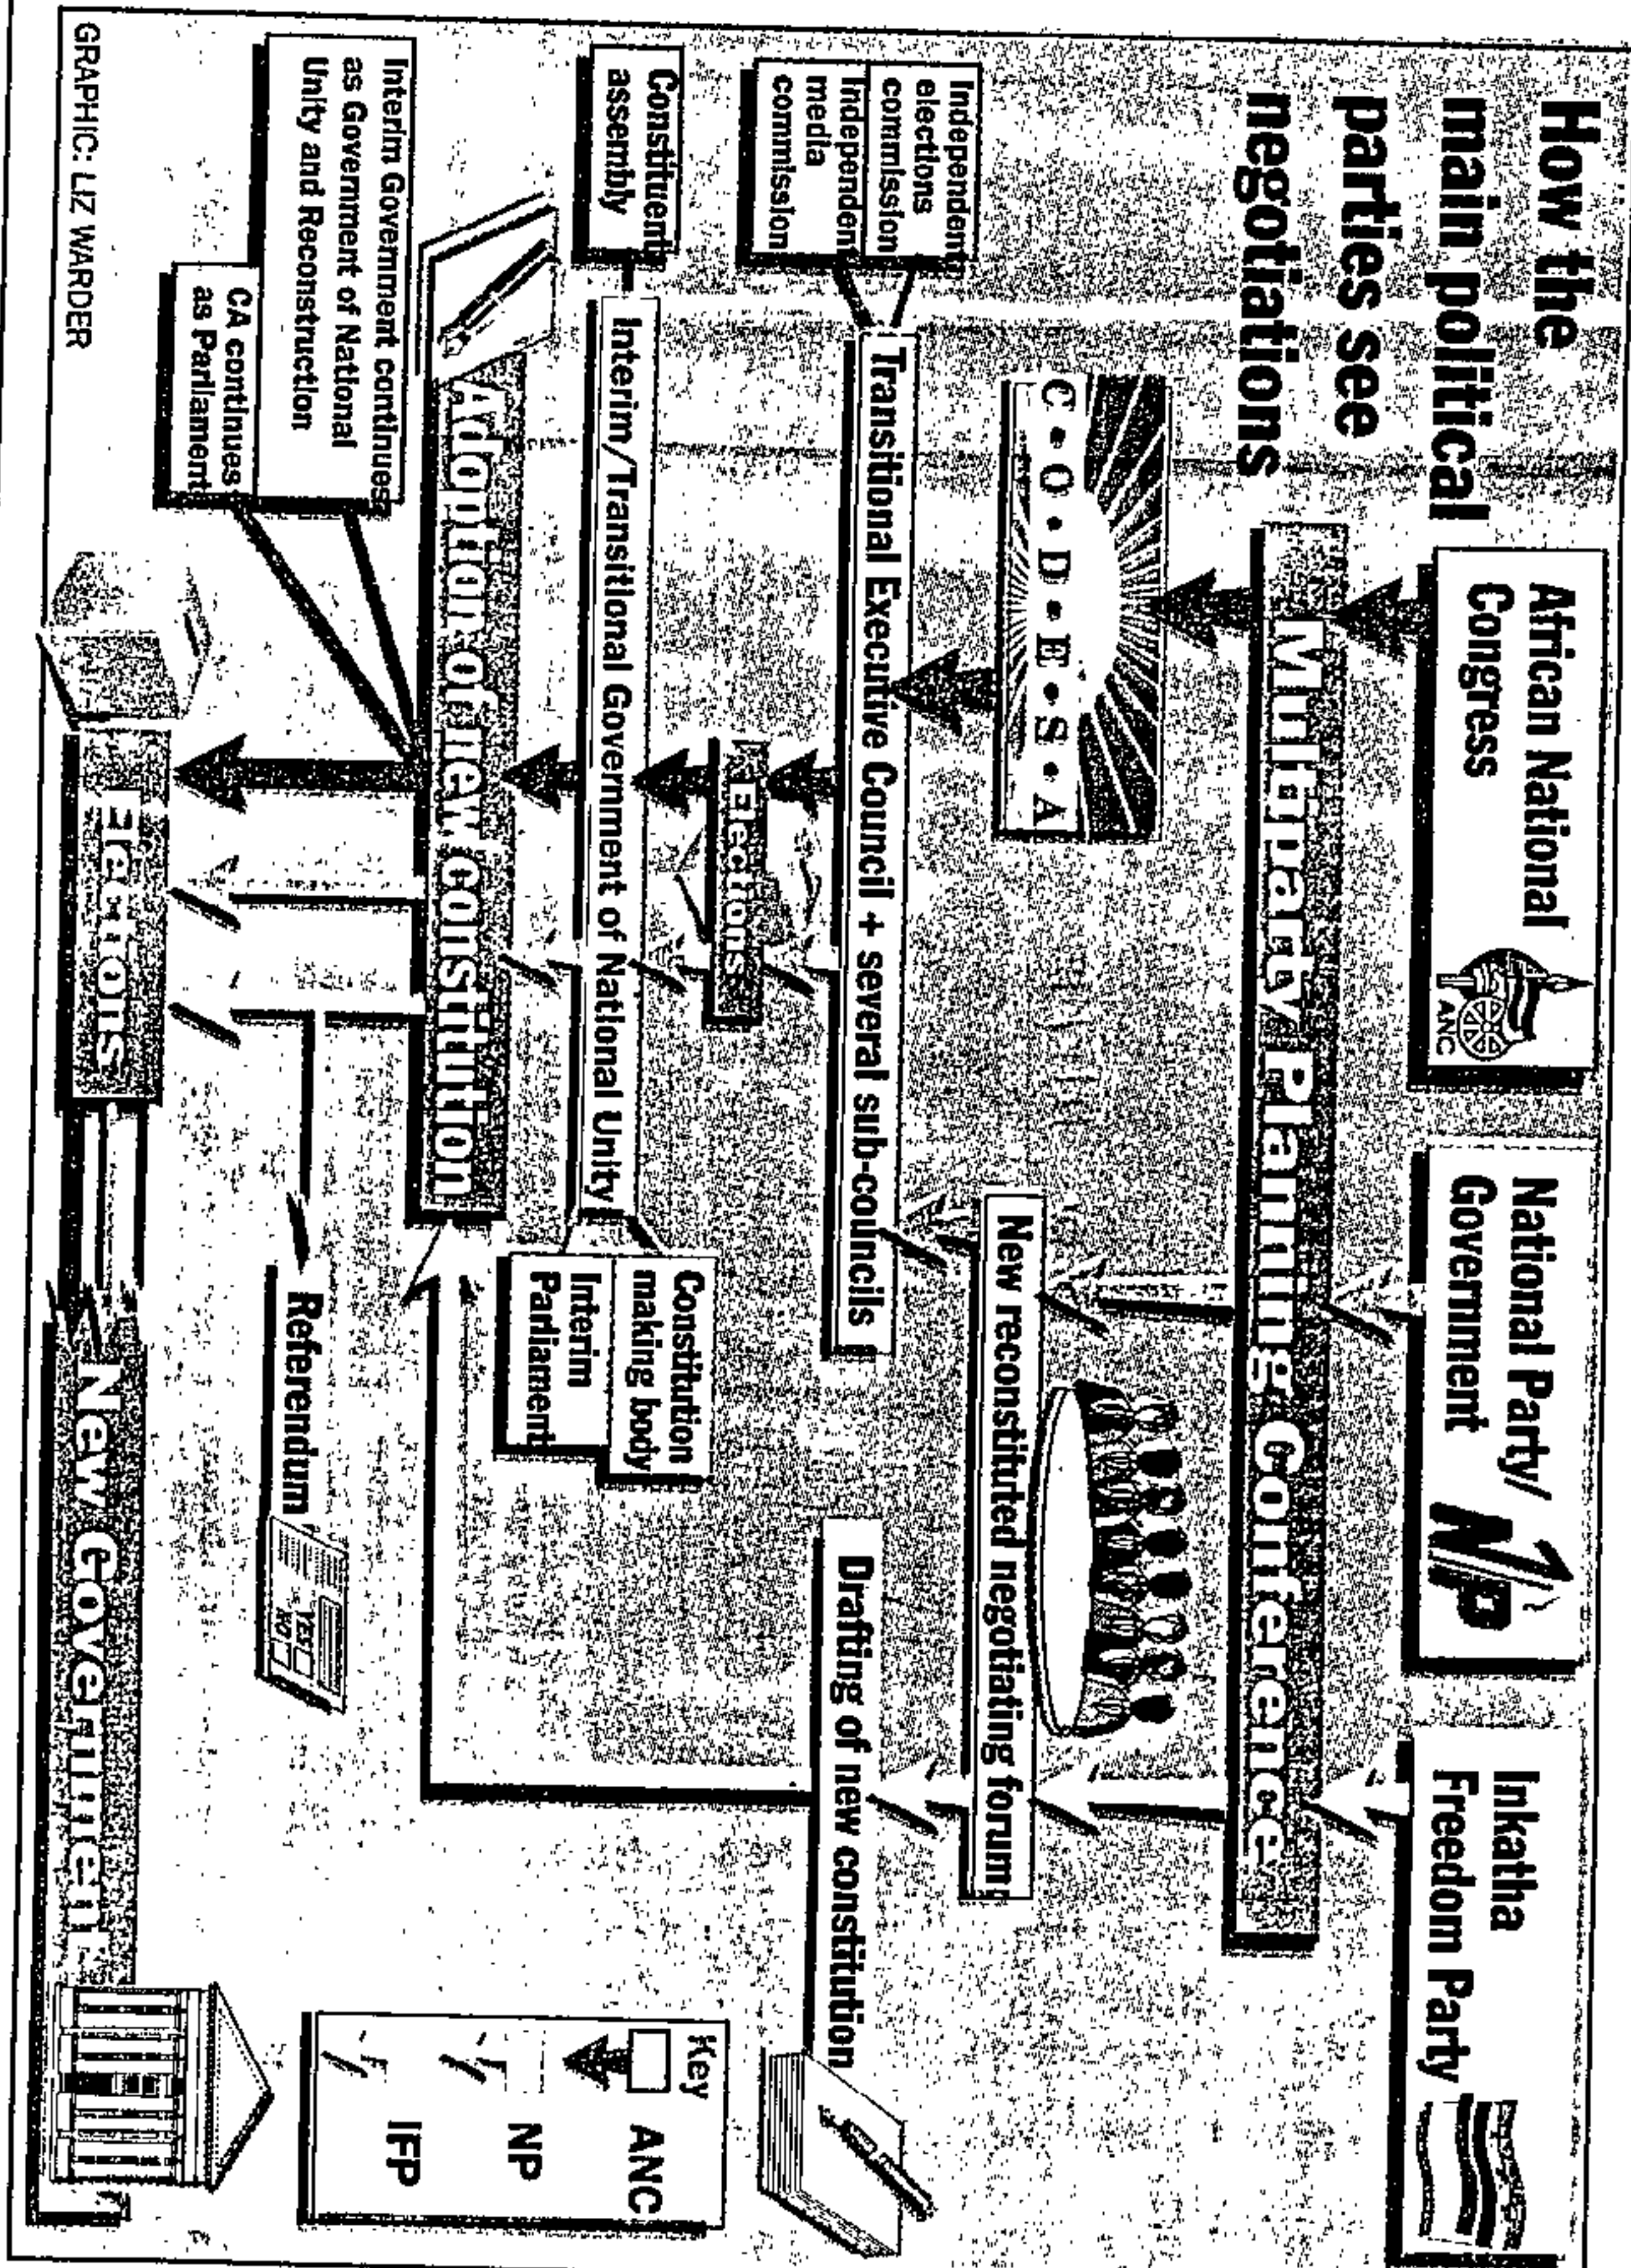 How the
main political
parties see
negotiations
African National
Congress
ANC
National Party/
Government
NP
Inkatha
Freedom Party
Multiparty Planning Conference
C•O•D•E•S•A
New reconstituted negotiating forum
Independent
elections
commission
Independent
media
commission
Transitional Executive Council + several sub-councils
Drafting of new constitution
Elections
Constituent
assembly
Interim/Transitional Government of National Unity
Constitution
making body
Interim
Parliament
Adoption of new constitution
Interim Government continues
as Government of National
Unity and Reconstruction
CA continues
as Parliament
Referendum
YES
NO
Key
ANC
NP
IFP
Elections
New Government
GRAPHIC: LIZ WARDER